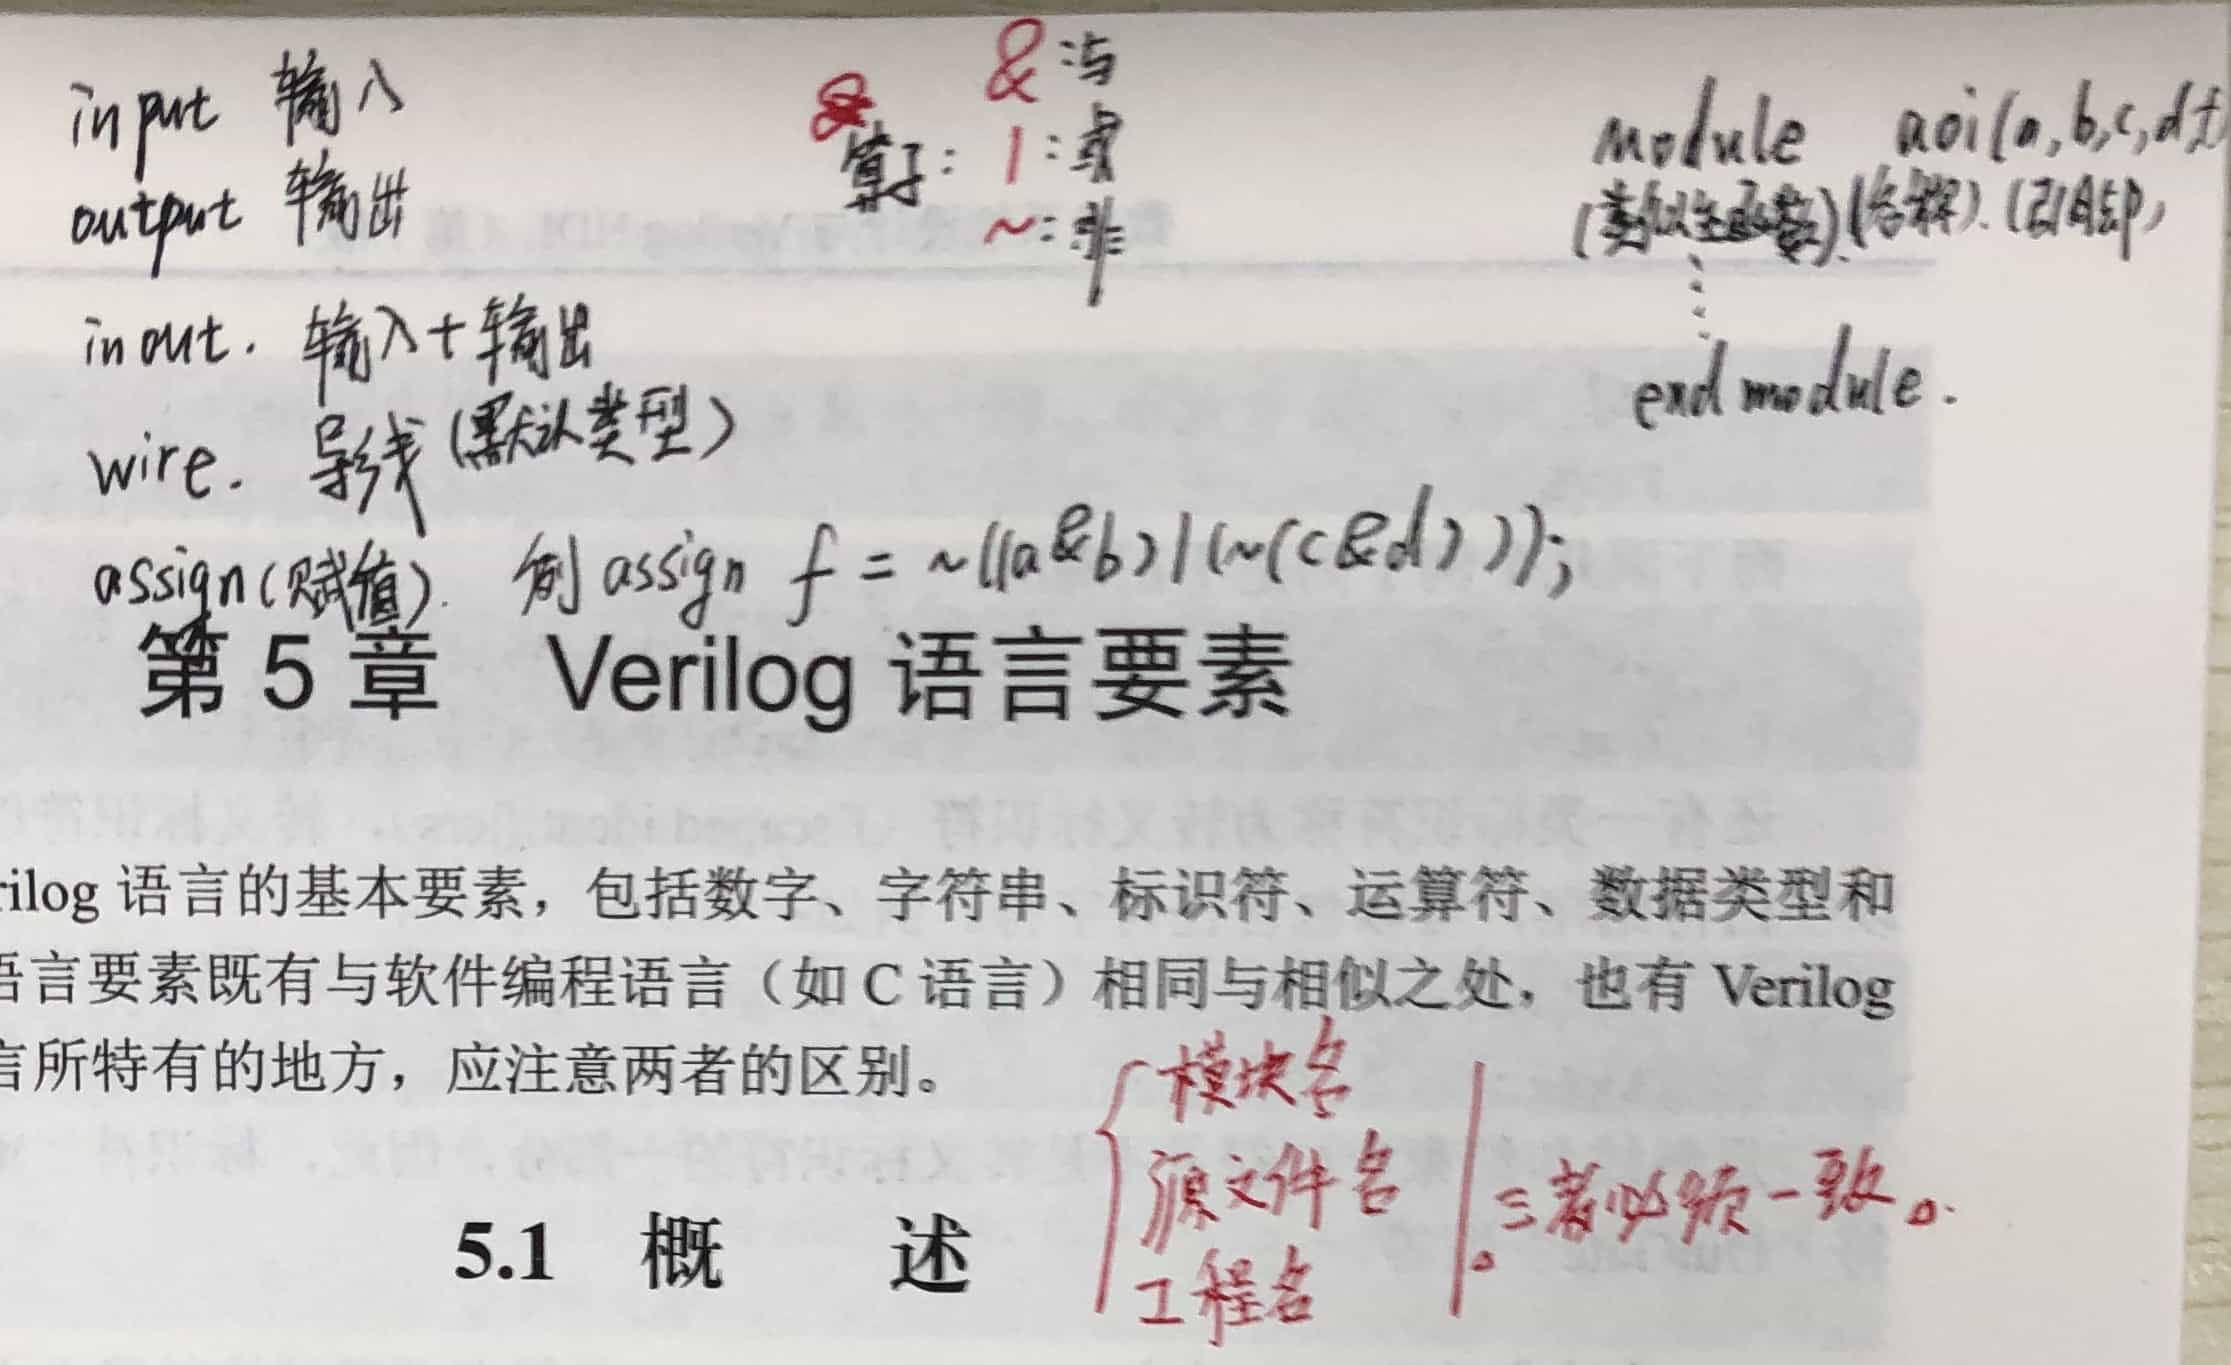 input 输入
output 输出
inout. 输入+输出
wire. 导线(默认类型)
assign(赋值). 例 assign f = ~((a&b)|(~(c&d)));
算子:
&:与
|:或
~:非
module aoi(a,b,c,d,f
(类似主函数).(名称).(引脚)
⋮
endmodule.
第 5 章 Verilog 语言要素
rilog 语言的基本要素，包括数字、字符串、标识符、运算符、数据类型和
语言要素既有与软件编程语言（如 C 语言）相同与相似之处，也有 Verilog
言所特有的地方，应注意两者的区别。
模块名
源文件名
工程名
三者必须一致。
5.1 概 述